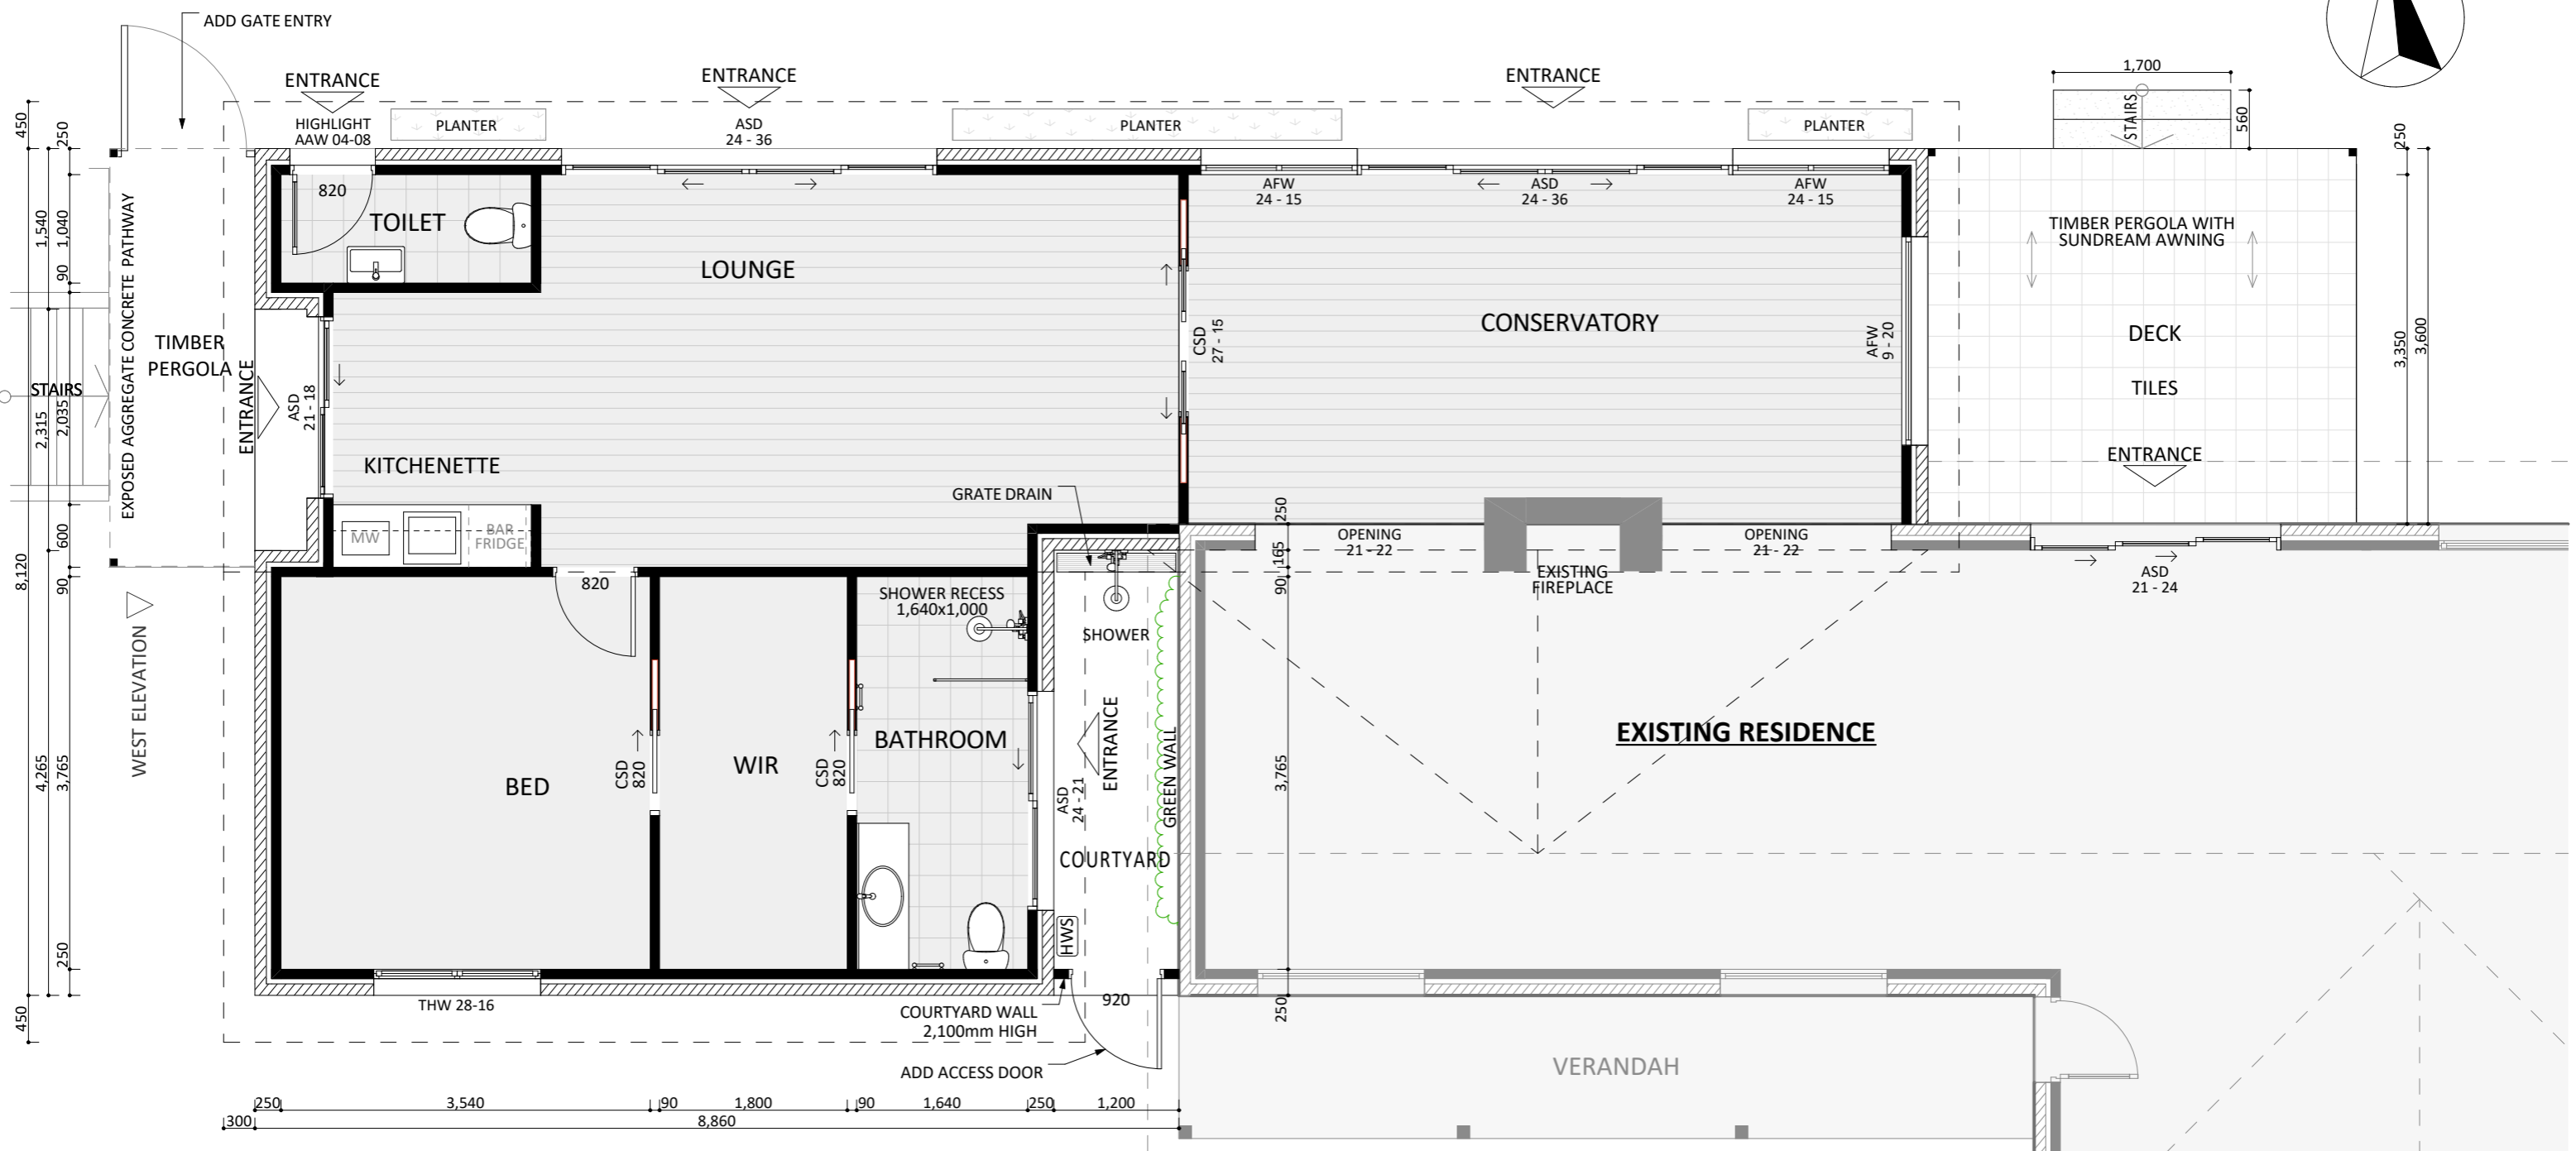 ADD GATE ENTRY
ENTRANCE
ENTRANCE
ENTRANCE
1,700
STAIRS
560
HIGHLIGHT
AAW 04-08
PLANTER
ASD
24 - 36
PLANTER
PLANTER
450
250
250
820
TOILET
AFW
24 - 15
ASD
24 - 36
AFW
24 - 15
1,540
1,040
90
EXPOSED AGGREGATE CONCRETE PATHWAY
LOUNGE
CONSERVATORY
TIMBER PERGOLA WITH
SUNDREAM AWNING
TIMBER
PERGOLA
ENTRANCE
ASD
21 - 18
CSD
27 - 15
AFW
9 - 20
DECK
TILES
3,350
3,600
STAIRS
2,315
2,035
KITCHENETTE
ENTRANCE
GRATE DRAIN
MW
BAR
FRIDGE
600
8,120
90
250
165
90
OPENING
21 - 22
OPENING
21 - 22
EXISTING
FIREPLACE
ASD
21 - 24
820
SHOWER RECESS
1,640x1,000
SHOWER
WEST ELEVATION
BED
CSD
820
WIR
CSD
820
BATHROOM
ENTRANCE
ASD
24 - 21
GREEN WALL
COURTYARD
HWS
EXISTING RESIDENCE
4,265
3,765
3,765
250
450
250
THW 28-16
COURTYARD WALL
2,100mm HIGH
920
ADD ACCESS DOOR
VERANDAH
250
3,540
90
1,800
90
1,640
250
1,200
300
8,860